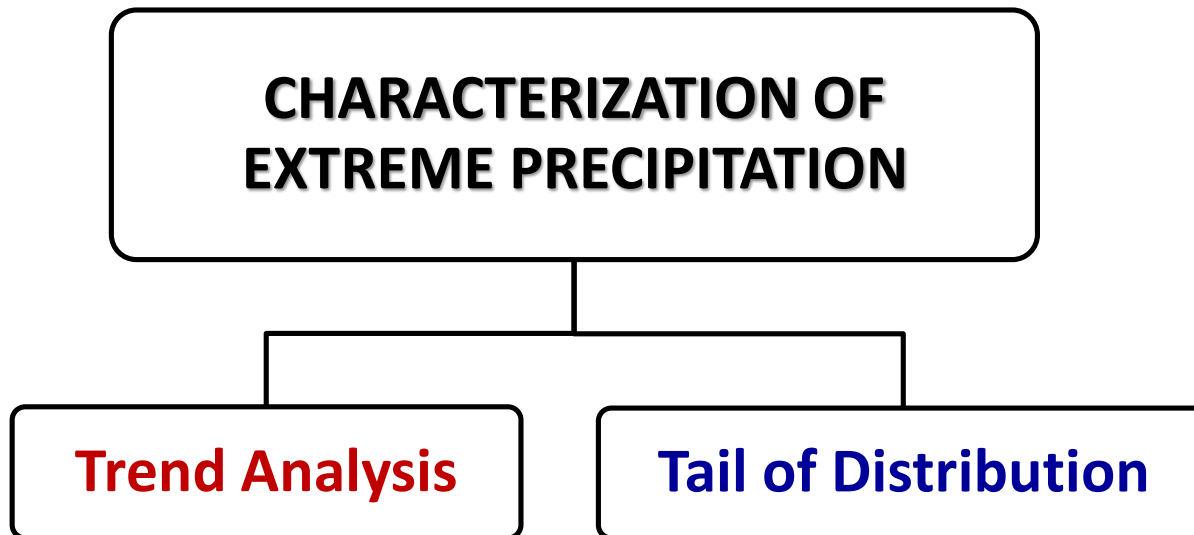 CHARACTERIZATION OF
EXTREME PRECIPITATION
Trend Analysis
Tail of Distribution